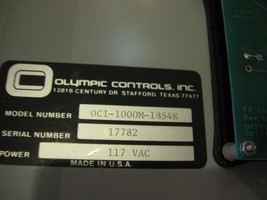 OLYMPIC CONTROLS, INC.
12818 CENTURY DR STAFFORD, TEXAS 77477
MODEL NUMBER OCI-1000M-1854E
SERIAL NUMBER 17782
POWER 117 VAC
MADE IN U.S.A.